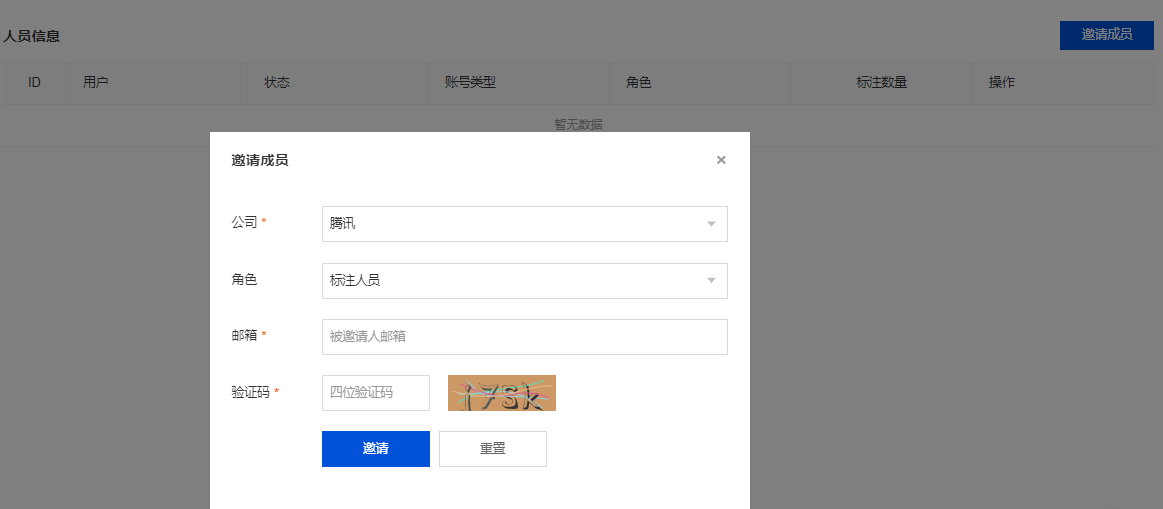 人员信息
邀请成员
ID 用户 状态 账号类型 角色 标注数量 操作
暂无数据
邀请成员 ×
公司 * 腾讯
角色 标注人员
邮箱 * 被邀请人邮箱
验证码 * 四位验证码
邀请 重置